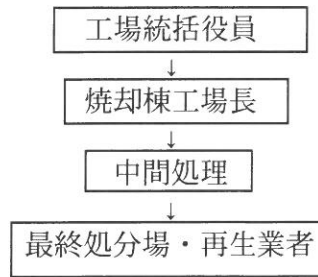 工場統括役員
↓
焼却棟工場長
↓
中間処理
↓
最終処分場・再生業者